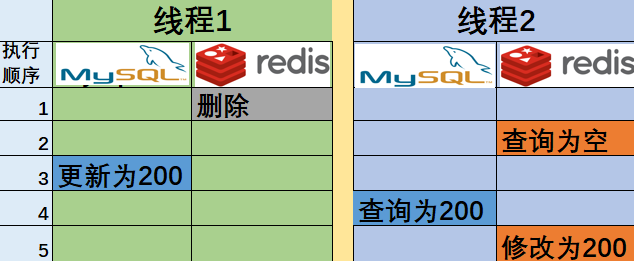 线程1 线程2
执行顺序 MySQL redis MySQL redis
1 删除
2 查询为空
3 更新为200
4 查询为200
5 修改为200